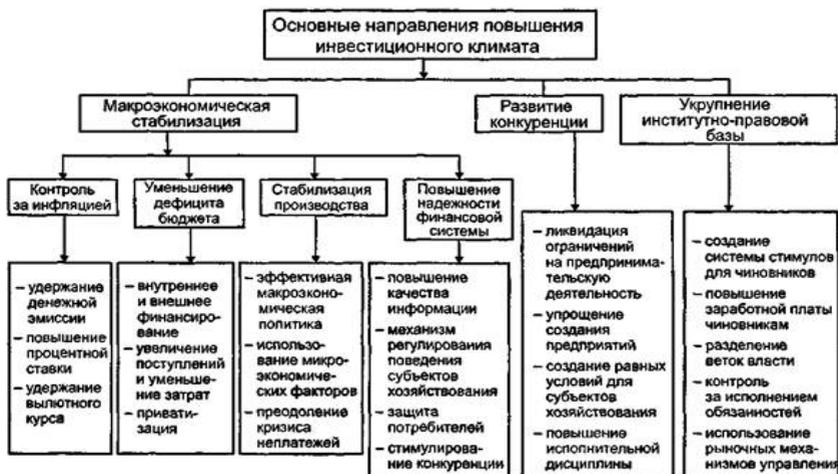 Основные направления повышения
инвестиционного климата
Макроэкономическая
стабилизация
Развитие
конкуренции
Укрупнение
институтно-правовой
базы
Контроль
за инфляцией
Уменьшение
дефицита
бюджета
Стабилизация
производства
Повышение
надежности
финансовой
системы
– удержание
денежной
эмиссии
– повышение
процентной
ставки
– удержание
вылютного
курса
– внутреннее
и внешнее
финансиро-
вание
– увеличение
поступлений
и уменьше-
ние затрат
– привати-
зация
– эффективная
макроэконо-
мическая
политика
– использо-
вание микро-
экономичес-
ких факторов
– преодоление
кризиса
неплатежей
– повышение
качества
информации
– механизм
регулирования
поведения
субъектов
хозяйствования
– защита
потребителей
– стимулиро-
вание конкуренции
– ликвидация
ограничений
на предпринима-
тельскую
деятельность
– упрощение
создания
предприятий
– создание равных
условий для
субъектов
хозяйствования
– повышение
исполнительной
дисциплины
– создание
системы стимулов
для чиновников
– повышение
заработной платы
чиновникам
– разделение
веток власти
– контроль
за исполнением
обязанностей
– использование
рыночных меха-
низмов управления